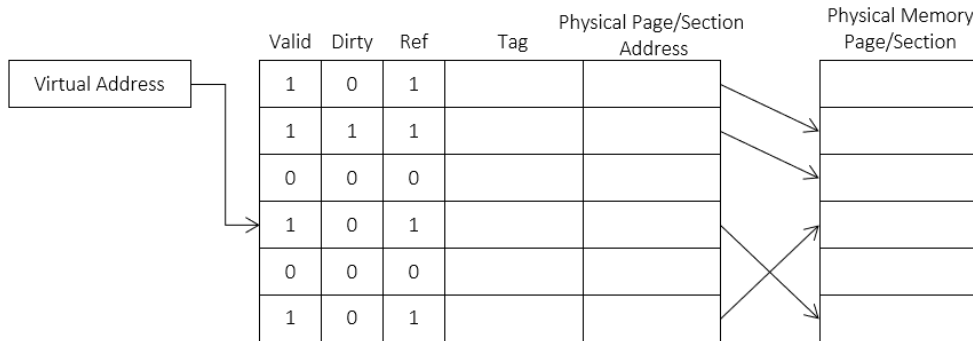 Physical Page/Section Address
Physical Memory Page/Section
Valid Dirty Ref Tag
Virtual Address
1 0 1
1 1 1
0 0 0
1 0 1
0 0 0
1 0 1